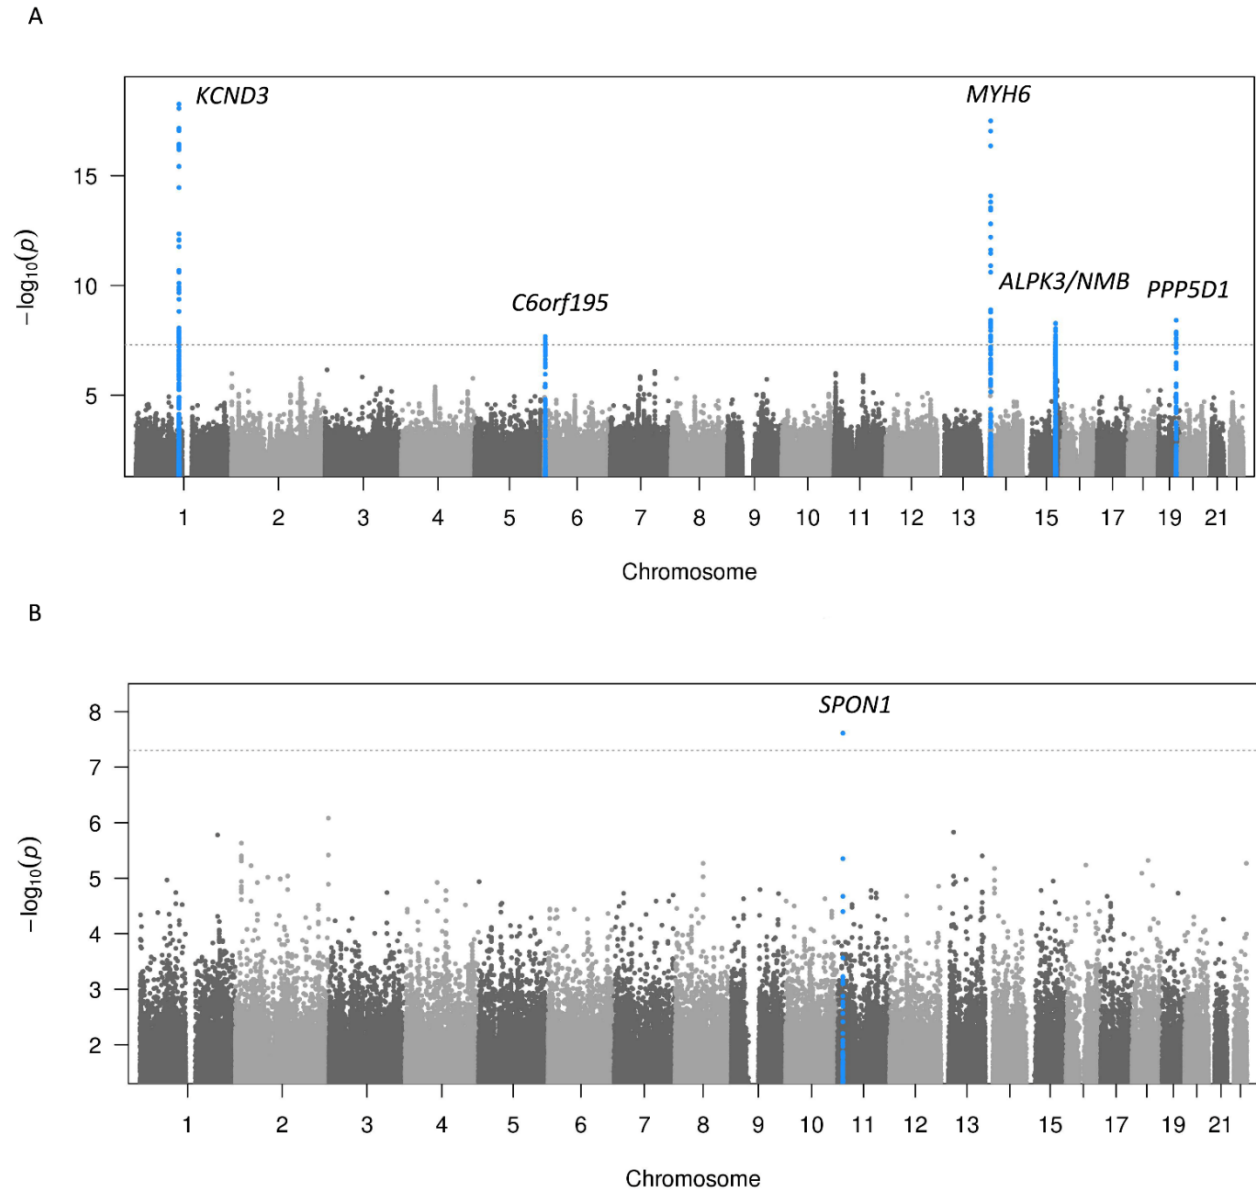 A
KCND3
MYH6
15
ALPK3/NMB
PPP5D1
C6orf195
10
5
−log₁₀(p)
1 2 3 4 5 6 7 8 9 10 11 12 13 15 17 19 21
Chromosome
B
SPON1
8
7
6
5
4
3
2
−log₁₀(p)
1 2 3 4 5 6 7 8 9 10 11 12 13 15 17 19 21
Chromosome